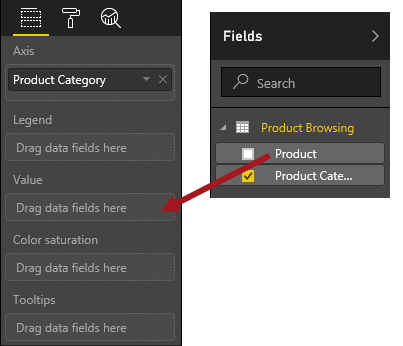 Axis
Product Category
Legend
Drag data fields here
Value
Drag data fields here
Color saturation
Drag data fields here
Tooltips
Drag data fields here
Fields
Search
Product Browsing
Product
Product Cate...